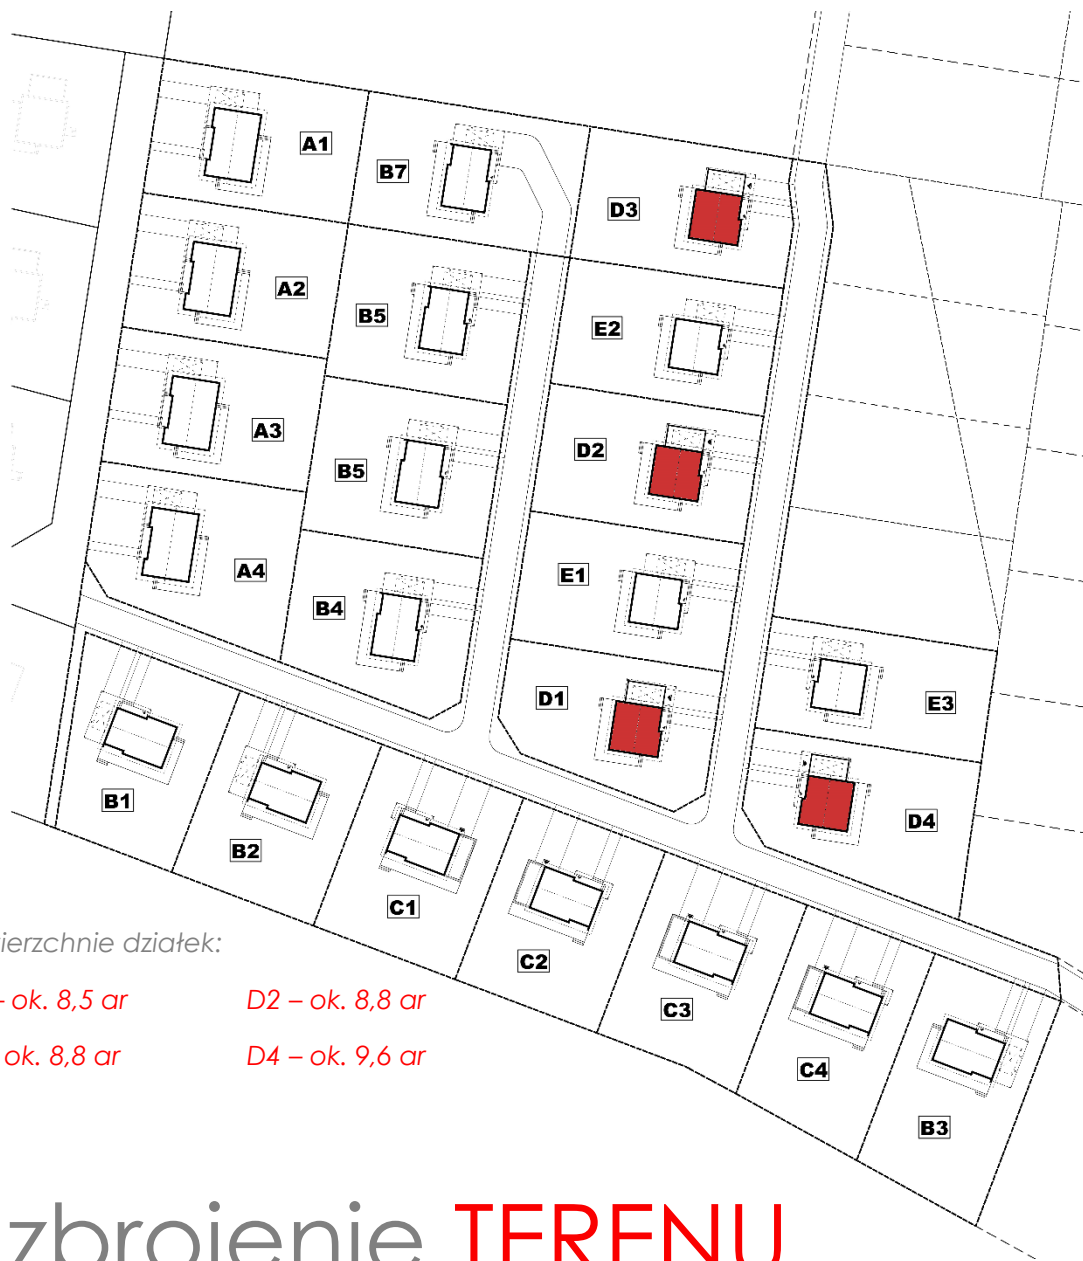 A1
B7
D3
A2
B5
E2
A3
B5
D2
A4
B4
E1
D1
E3
B1
B2
C1
D4
C2
C3
C4
B3
ierzchnie działek:
– ok. 8,5 ar D2 – ok. 8,8 ar
ok. 8,8 ar D4 – ok. 9,6 ar
zbrojenie TERENU